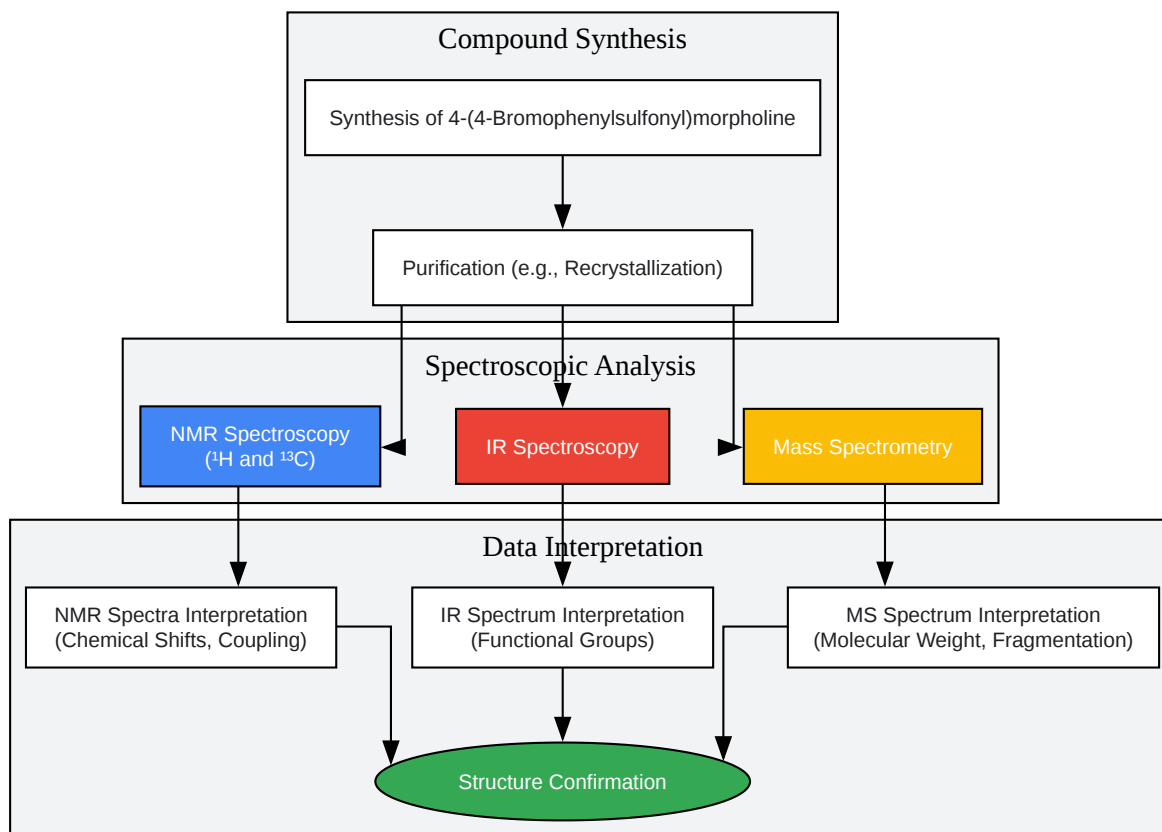 Compound Synthesis
Synthesis of 4-(4-Bromophenylsulfonyl)morpholine
Purification (e.g., Recrystallization)
Spectroscopic Analysis
NMR Spectroscopy
(¹H and ¹³C)
IR Spectroscopy
Mass Spectrometry
Data Interpretation
NMR Spectra Interpretation
(Chemical Shifts, Coupling)
IR Spectrum Interpretation
(Functional Groups)
MS Spectrum Interpretation
(Molecular Weight, Fragmentation)
Structure Confirmation